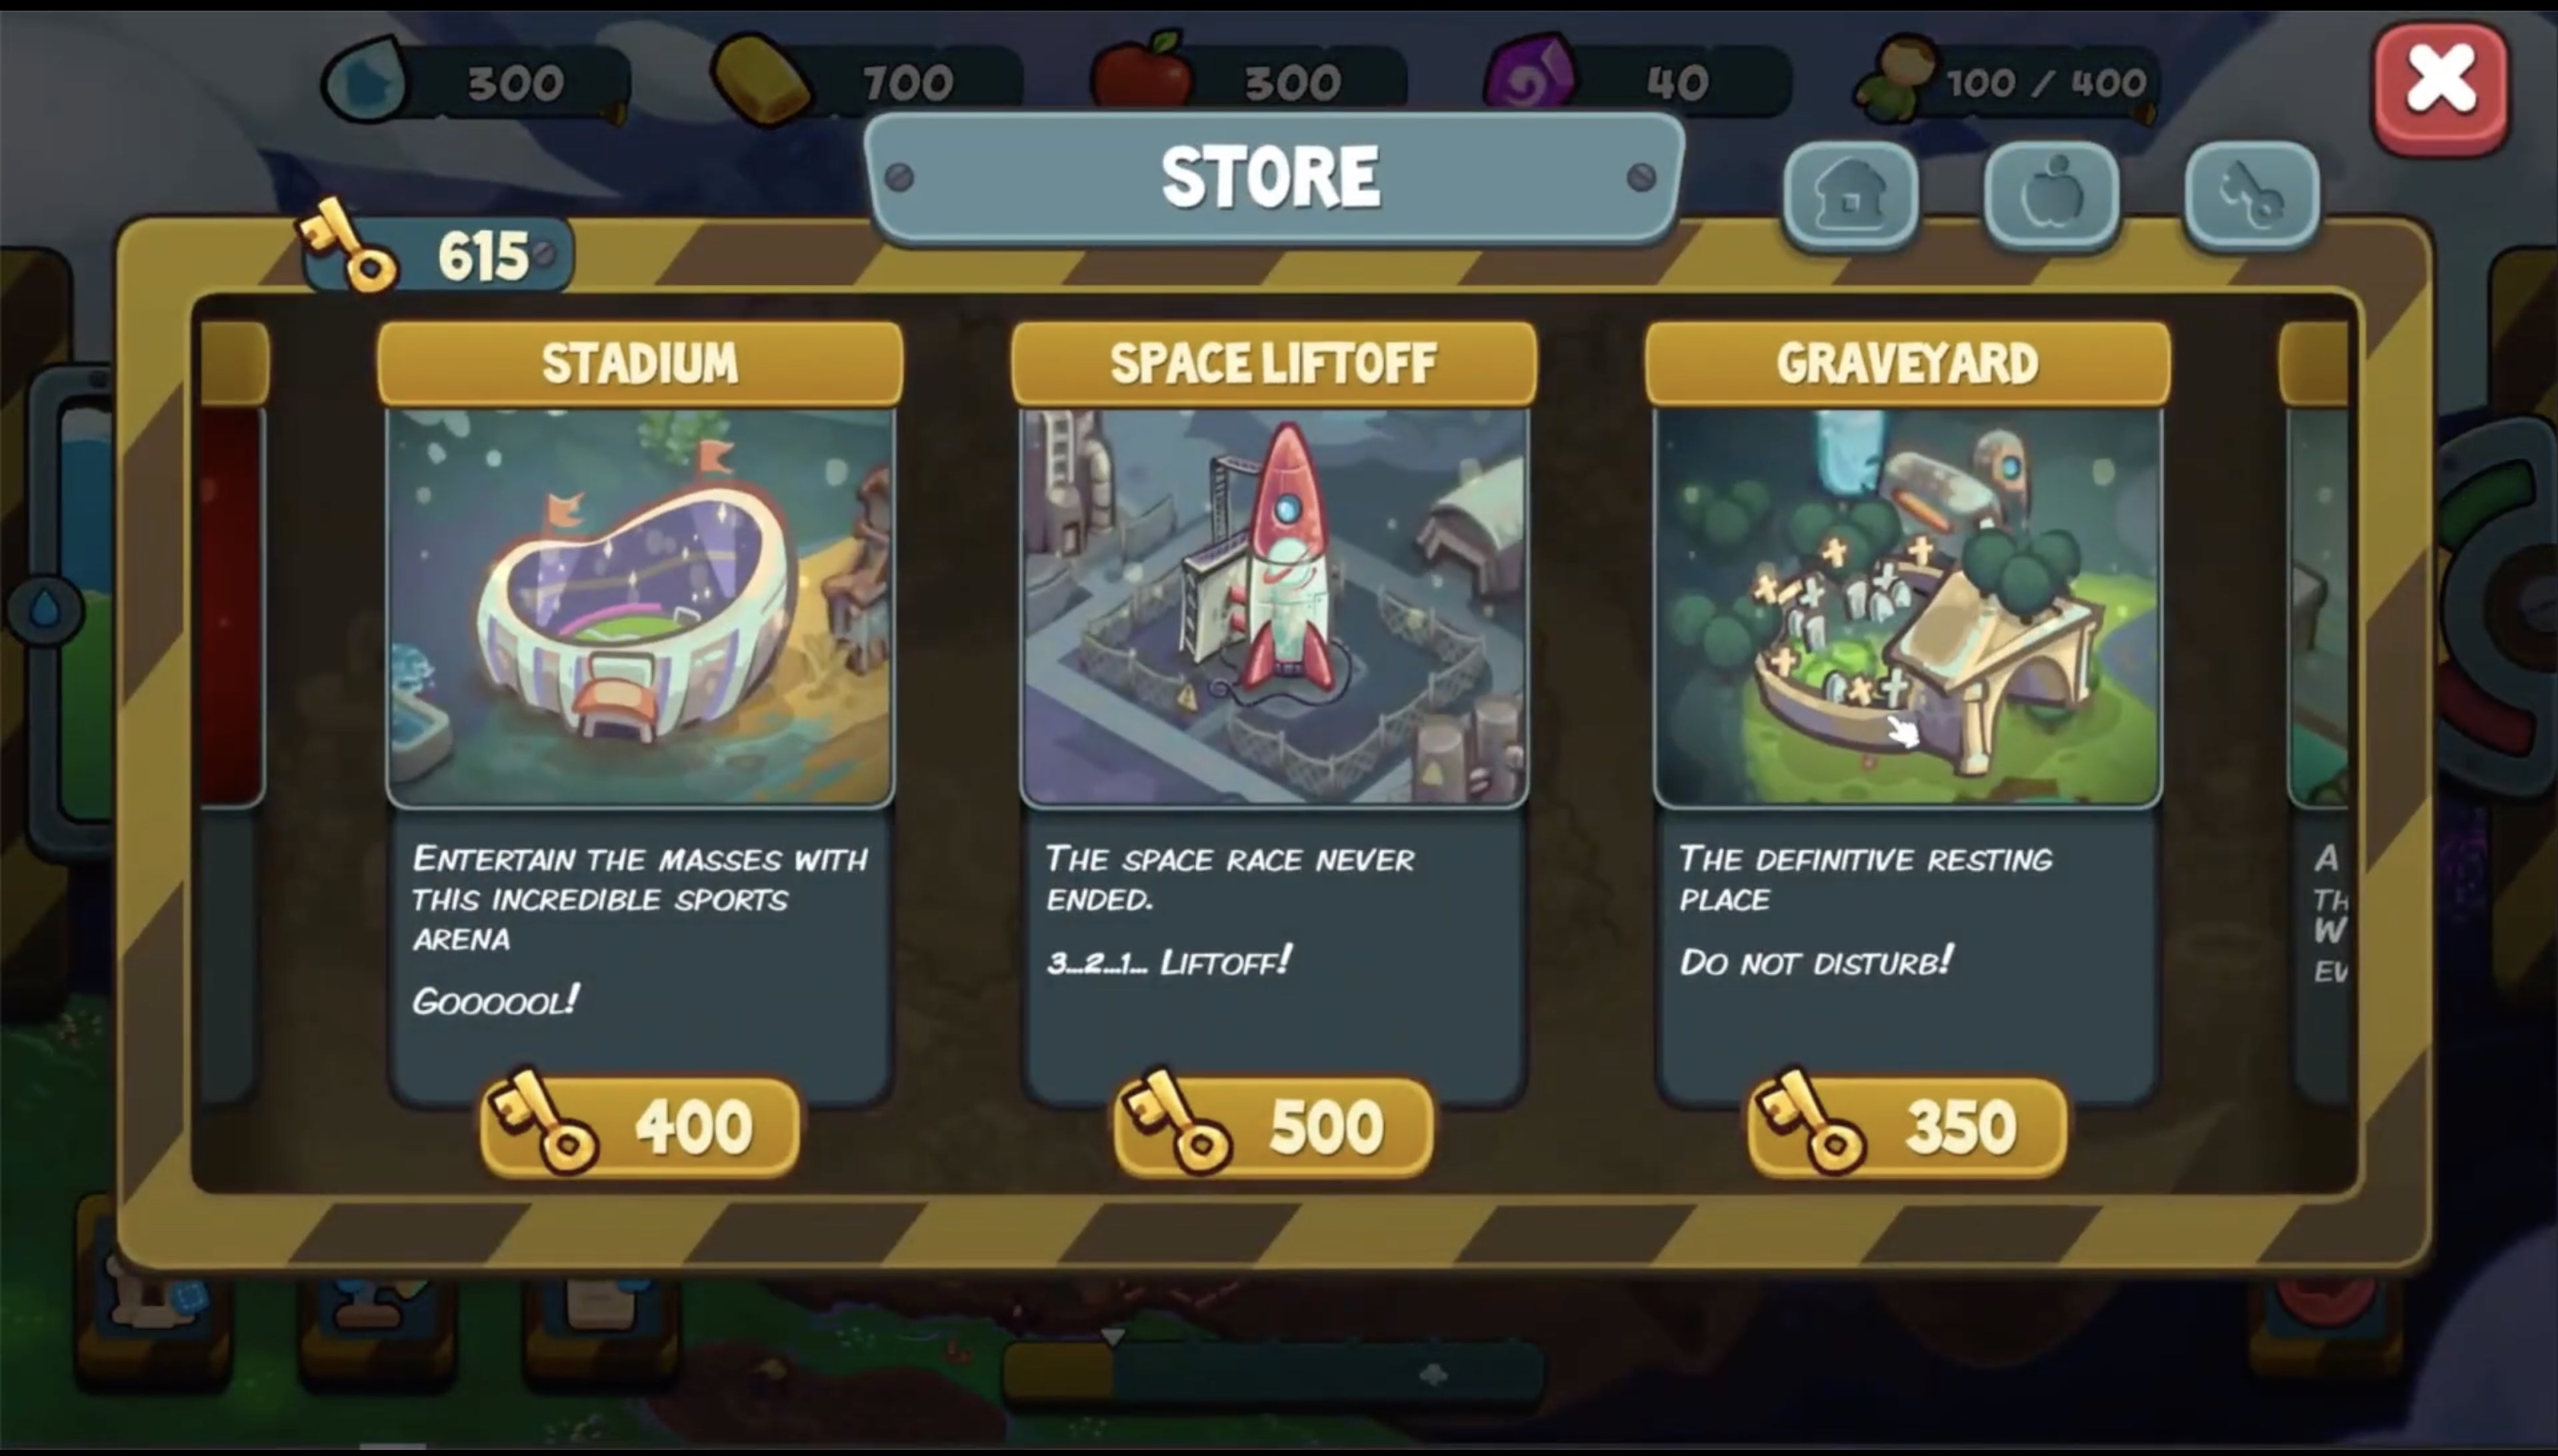 300
700
300
40
100 / 400
STORE
615
STADIUM
SPACE LIFTOFF
GRAVEYARD
ENTERTAIN THE MASSES WITH
THIS INCREDIBLE SPORTS
ARENA
GOOOOOL!
400
THE SPACE RACE NEVER
ENDED.
3...2...1... LIFTOFF!
500
THE DEFINITIVE RESTING
PLACE
DO NOT DISTURB!
350
A